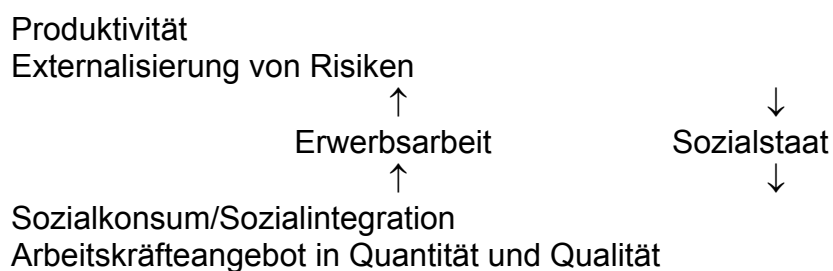 Produktivität
Externalisierung von Risiken
↑ ↓
Erwerbsarbeit Sozialstaat
↑ ↓
Sozialkonsum/Sozialintegration
Arbeitskräfteangebot in Quantität und Qualität